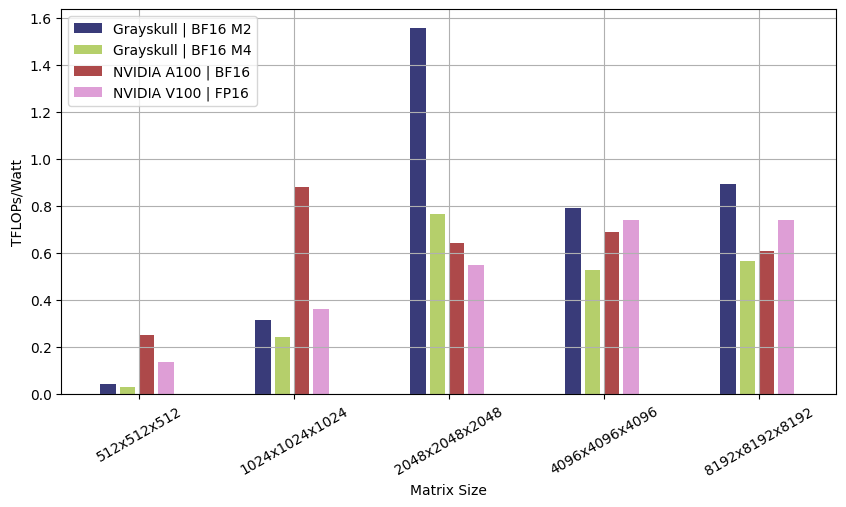 1.6
1.4
1.2
1.0
0.8
0.6
0.4
0.2
0.0
TFLOPs/Watt
Grayskull | BF16 M2
Grayskull | BF16 M4
NVIDIA A100 | BF16
NVIDIA V100 | FP16
512x512x512
1024x1024x1024
2048x2048x2048
4096x4096x4096
8192x8192x8192
Matrix Size